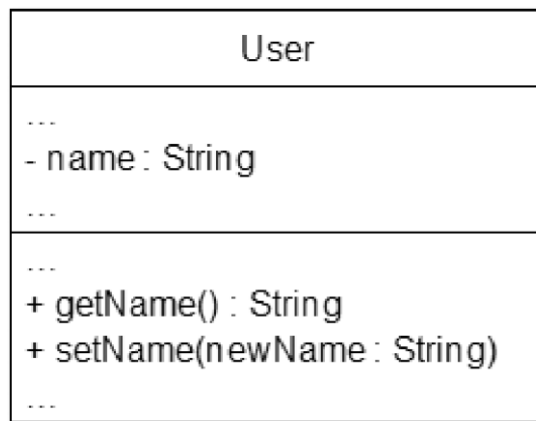 User
...
- name : String
...
...
+ getName() : String
+ setName(newName : String)
...